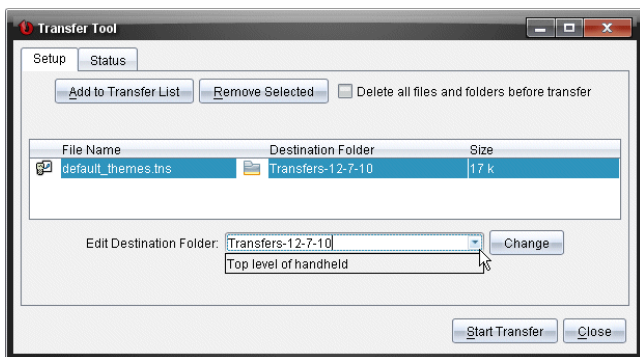 Transfer Tool
Setup Status
Add to Transfer List Remove Selected Delete all files and folders before transfer
File Name Destination Folder Size
default_themes.tns Transfers-12-7-10 17 k
Edit Destination Folder: Transfers-12-7-10 Change
Top level of handheld
Start Transfer Close